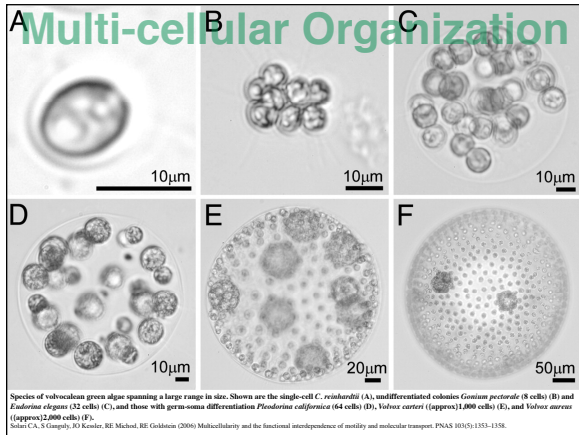 Multi-cellular Organization
A
B
C
10μm
10μm
10μm
D
E
F
10μm
20μm
50μm
Species of volvocalean green algae spanning a large range in size. Shown are the single-cell C. reinhardtii (A), undifferentiated colonies Gonium pectorale (8 cells) (B) and
Eudorina elegans (32 cells) (C), and those with germ-soma differentiation Pleodorina californica (64 cells) (D), Volvox carteri ({approx}1,000 cells) (E), and Volvox aureus
({approx}2,000 cells) (F).
Solari CA, S Ganguly, JO Kessler, RE Michod, RE Goldstein (2006) Multicellularity and the functional interdependence of motility and molecular transport. PNAS 103(5):1353–1358.